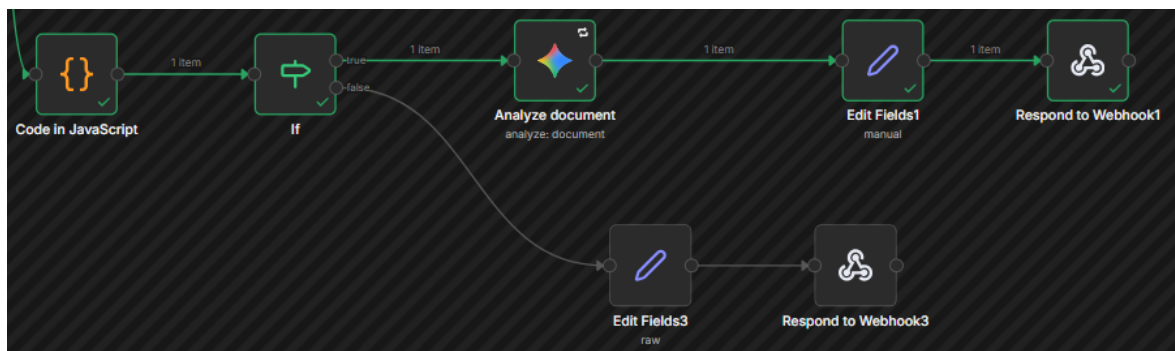 1 item
true
1 item
1 item
1 item
false
{}
Code in JavaScript
If
Analyze document
analyze: document
Edit Fields1
manual
Respond to Webhook1
Edit Fields3
raw
Respond to Webhook3